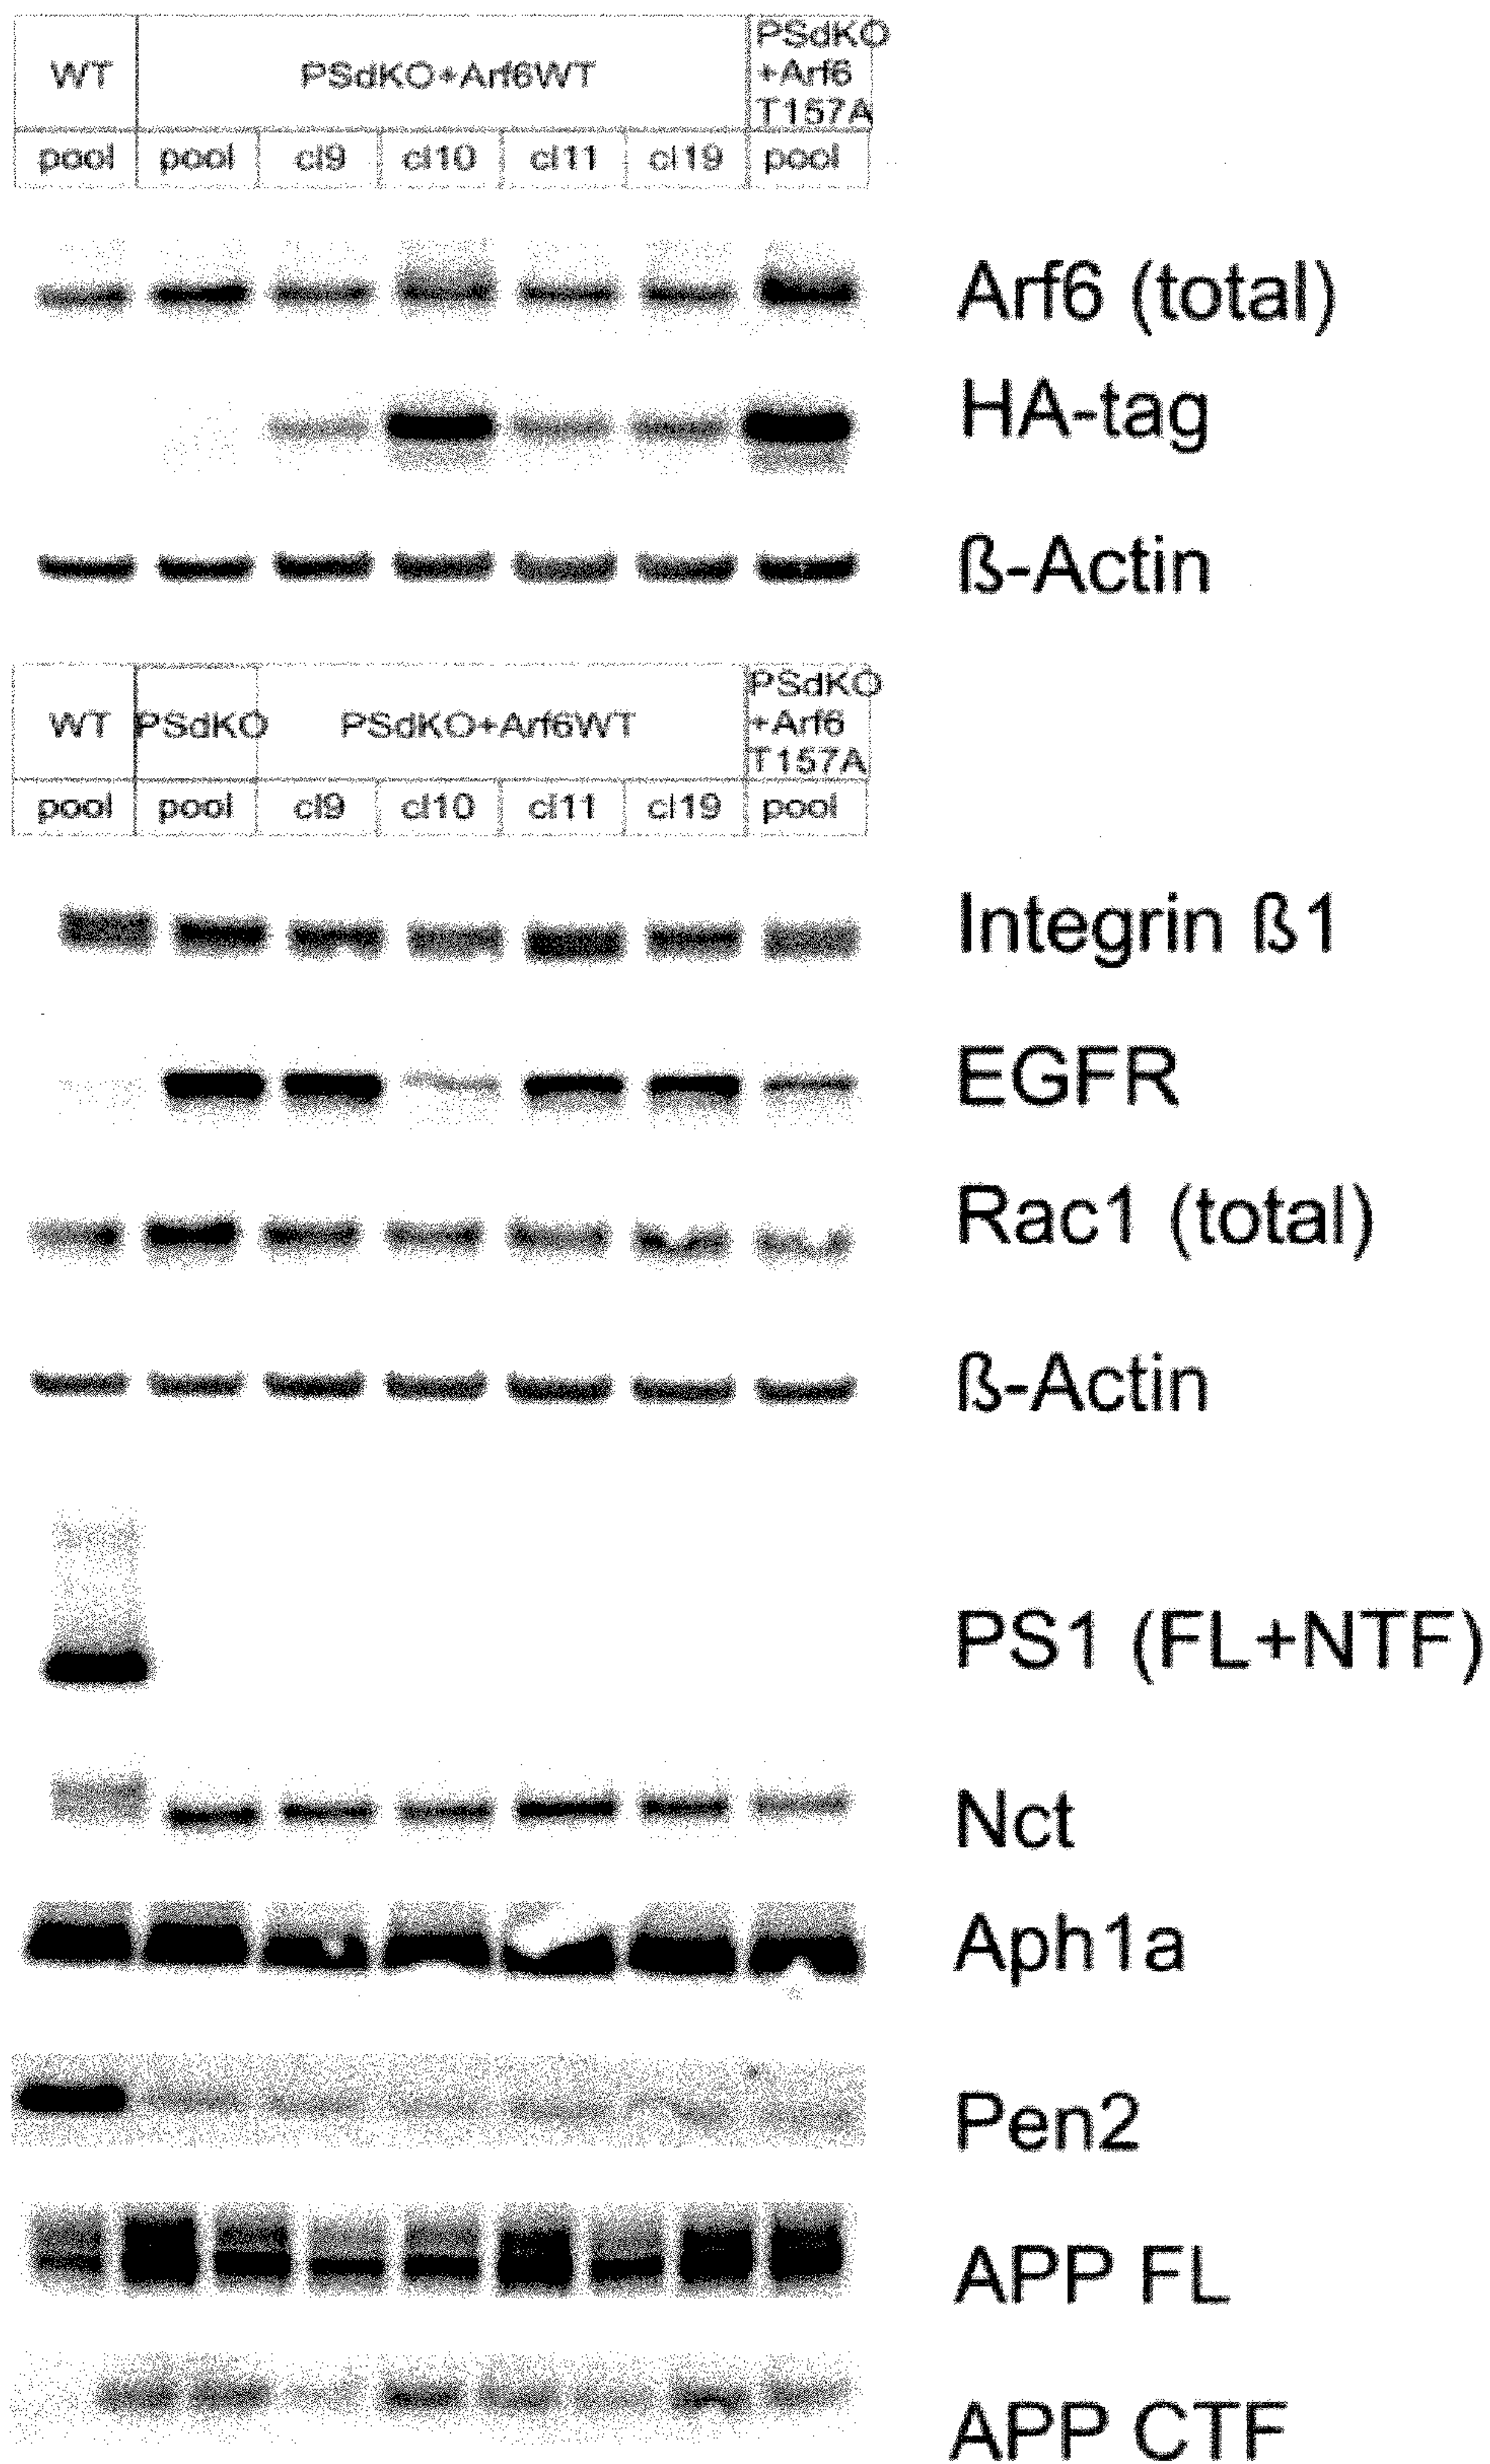 WT
PSdKO+Arf6WT
PSdKO
+Arf6
T157A
pool
pool
cl9
cl10
cl11
cl19
pool
Arf6 (total)
HA-tag
ß-Actin
WT
PSdKO
PSdKO+Arf6WT
PSdKO
+Arf6
T157A
pool
pool
cl9
cl10
cl11
cl19
pool
Integrin ß1
EGFR
Rac1 (total)
ß-Actin
PS1 (FL+NTF)
Nct
Aph1a
Pen2
APP FL
APP CTF